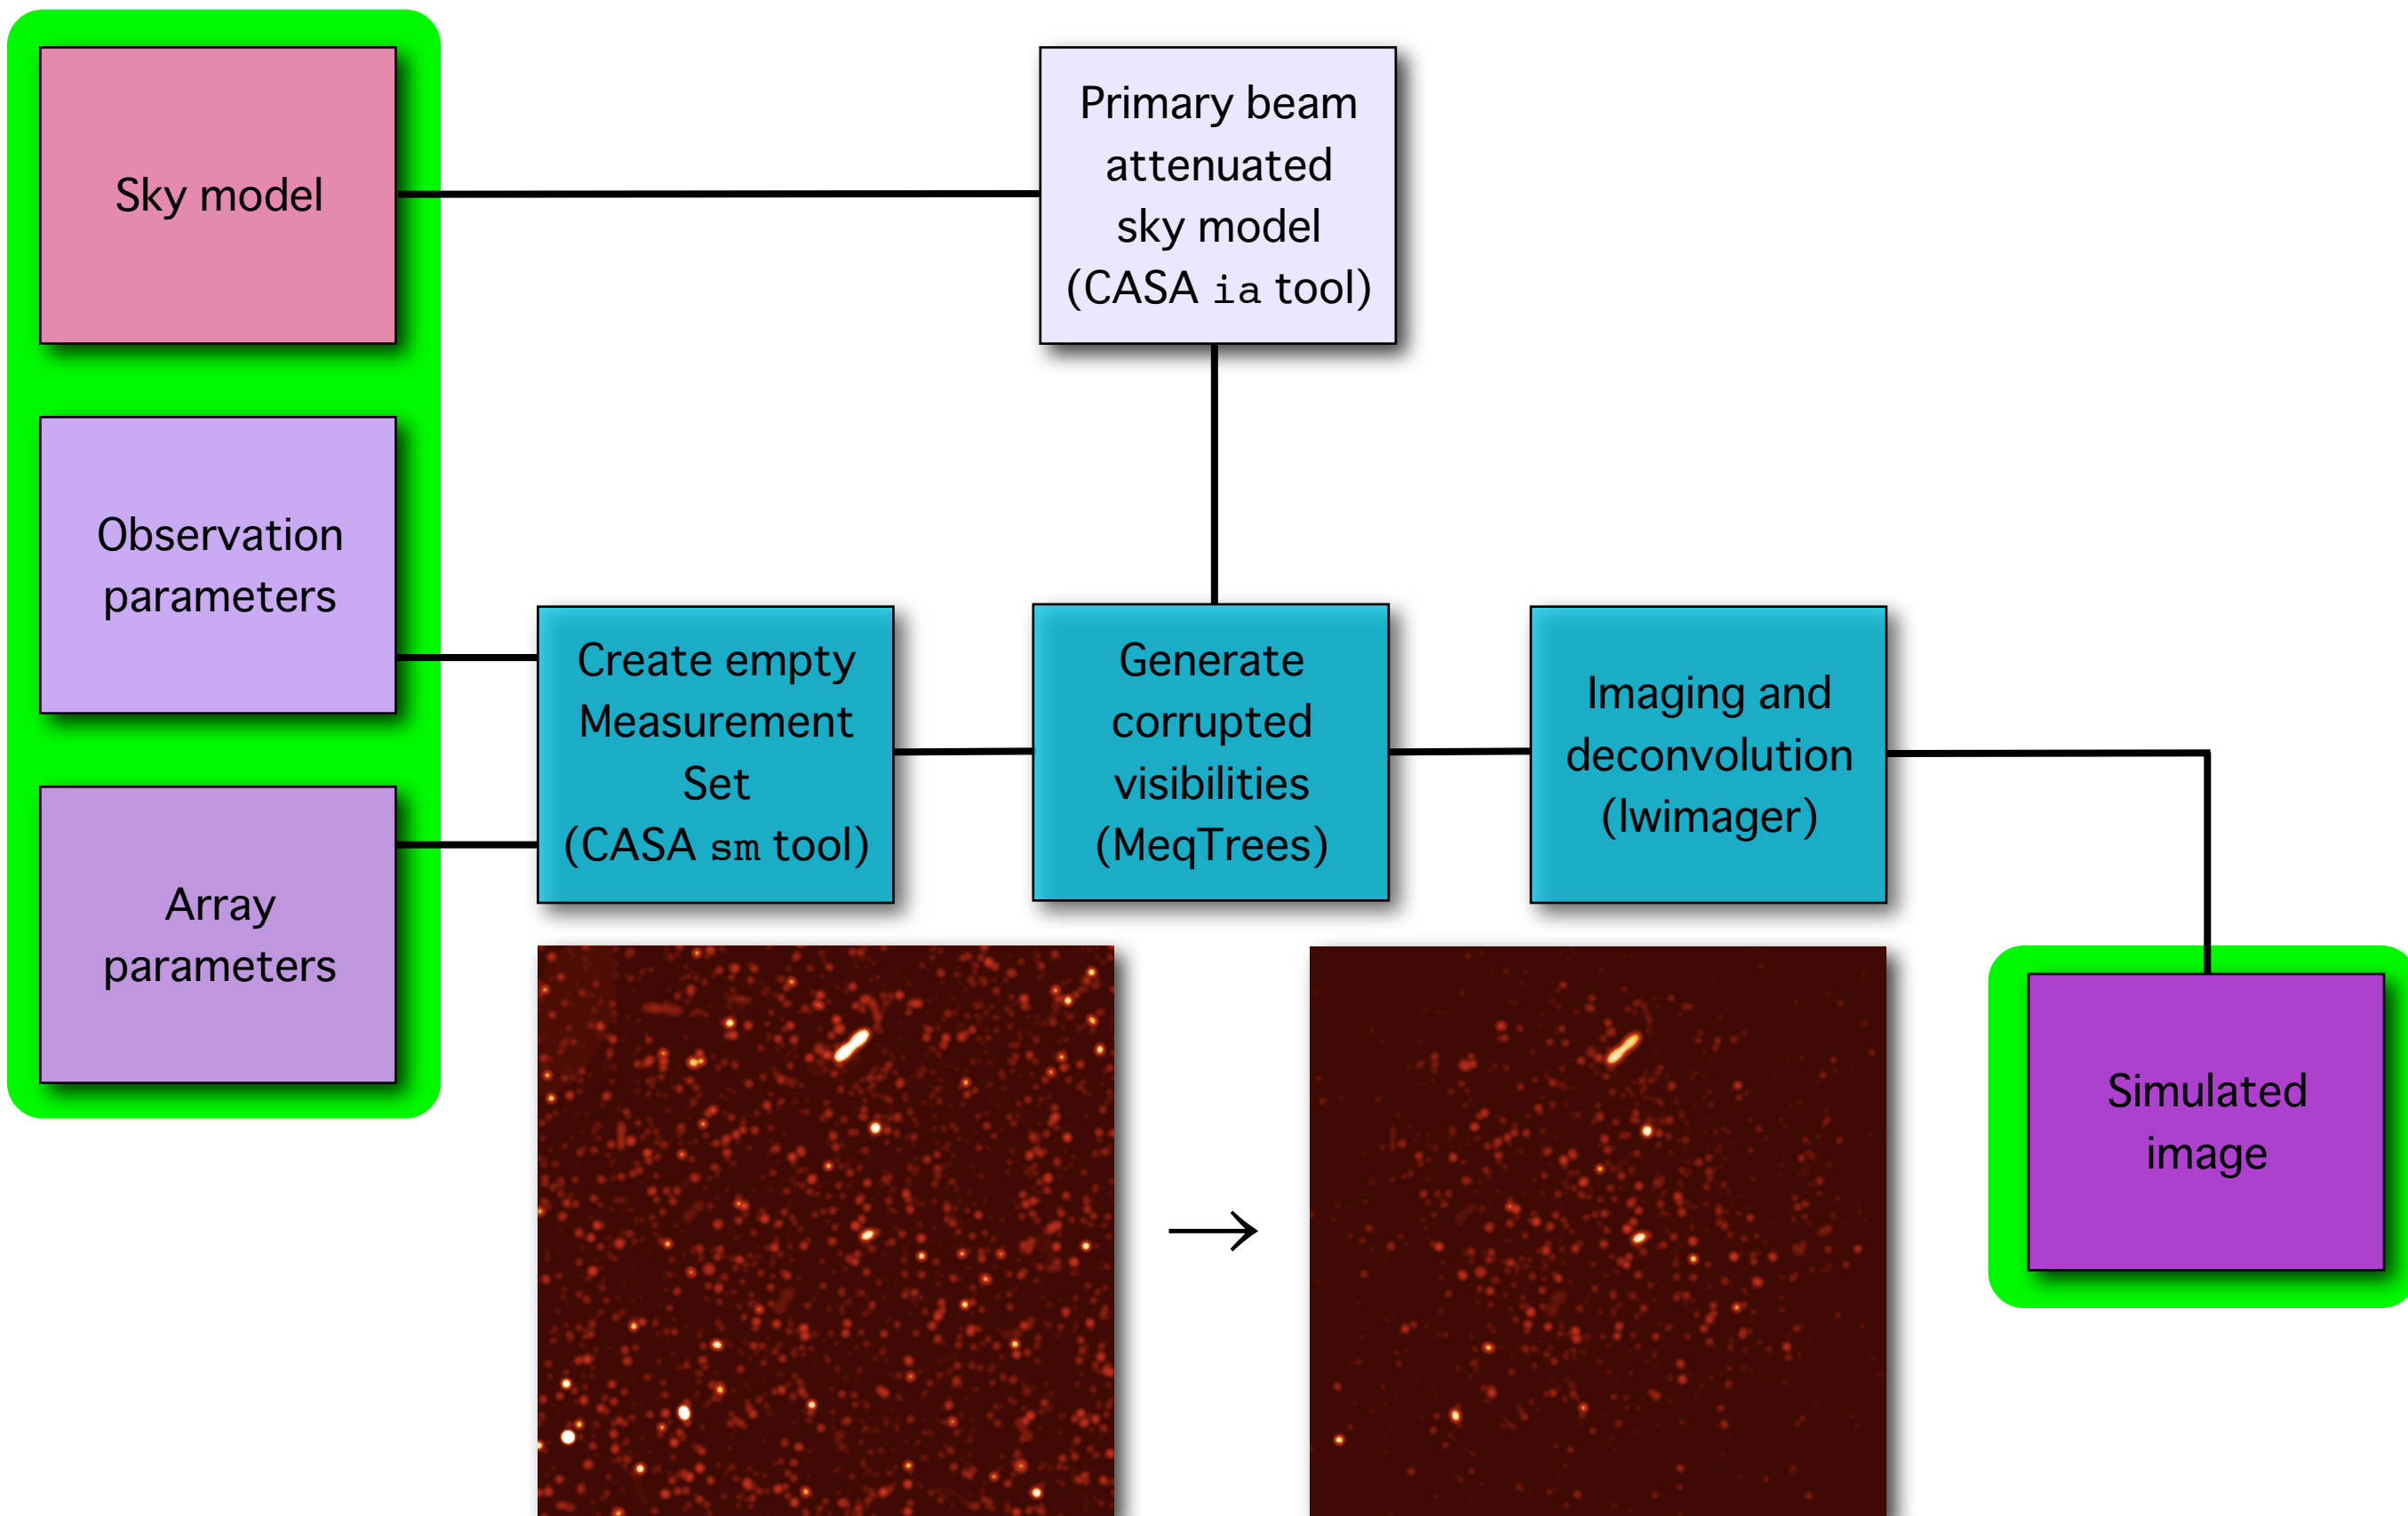 Sky model
Primary beam
attenuated
sky model
(CASA ia tool)
Observation
parameters
Create empty
Measurement
Set
(CASA sm tool)
Generate
corrupted
visibilities
(MeqTrees)
Imaging and
deconvolution
(lwimager)
Array
parameters
Simulated
image